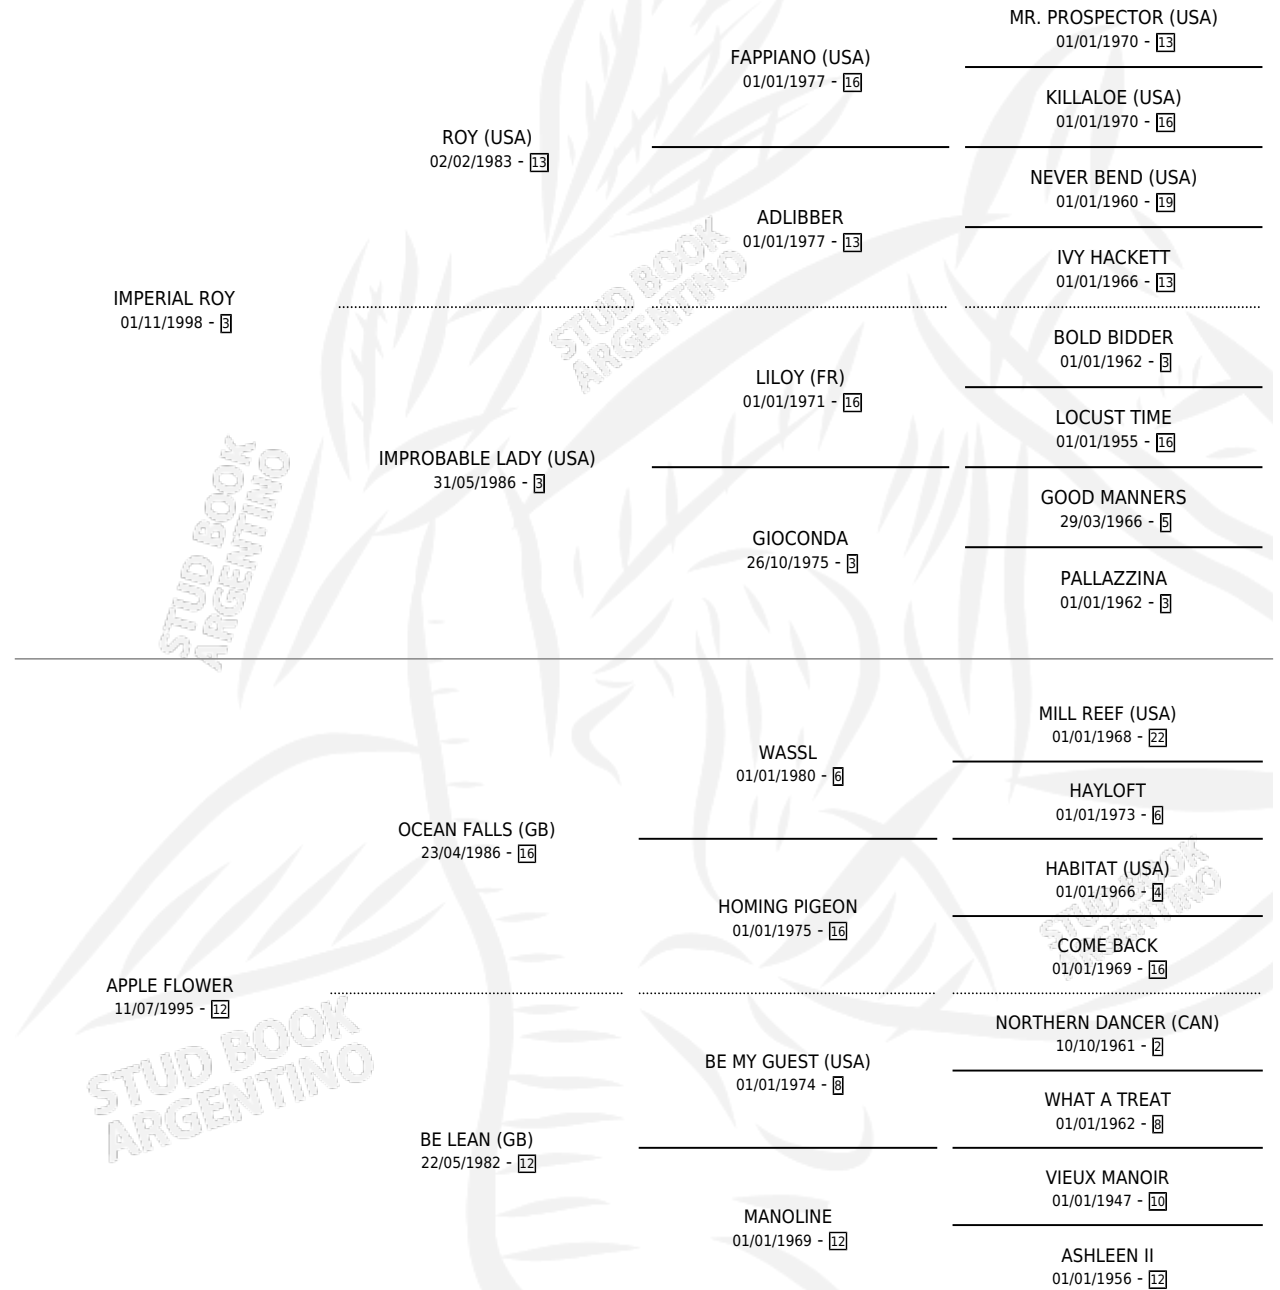 MR. PROSPECTOR (USA)
01/01/1970 - 13
FAPPIANO (USA)
01/01/1977 - 16
KILLALOE (USA)
01/01/1970 - 16
ROY (USA)
02/02/1983 - 13
NEVER BEND (USA)
01/01/1960 - 19
ADLIBBER
01/01/1977 - 13
IVY HACKETT
01/01/1966 - 13
IMPERIAL ROY
01/11/1998 - 3
BOLD BIDDER
01/01/1962 - 3
LILOY (FR)
01/01/1971 - 16
LOCUST TIME
01/01/1955 - 16
IMPROBABLE LADY (USA)
31/05/1986 - 3
GOOD MANNERS
29/03/1966 - 5
GIOCONDA
26/10/1975 - 3
PALLAZZINA
01/01/1962 - 3
MILL REEF (USA)
01/01/1968 - 22
WASSL
01/01/1980 - 6
HAYLOFT
01/01/1973 - 6
OCEAN FALLS (GB)
23/04/1986 - 16
HABITAT (USA)
01/01/1966 - 4
HOMING PIGEON
01/01/1975 - 16
COME BACK
01/01/1969 - 16
APPLE FLOWER
11/07/1995 - 12
NORTHERN DANCER (CAN)
10/10/1961 - 2
BE MY GUEST (USA)
01/01/1974 - 8
WHAT A TREAT
01/01/1962 - 8
BE LEAN (GB)
22/05/1982 - 12
VIEUX MANOIR
01/01/1947 - 10
MANOLINE
01/01/1969 - 12
ASHLEEN II
01/01/1956 - 12
STUD BOOK
ARGENTINO
STUD BOOK
ARGENTINO
STUD BOOK
ARGENTINO
STUD BOOK
ARGENTINO